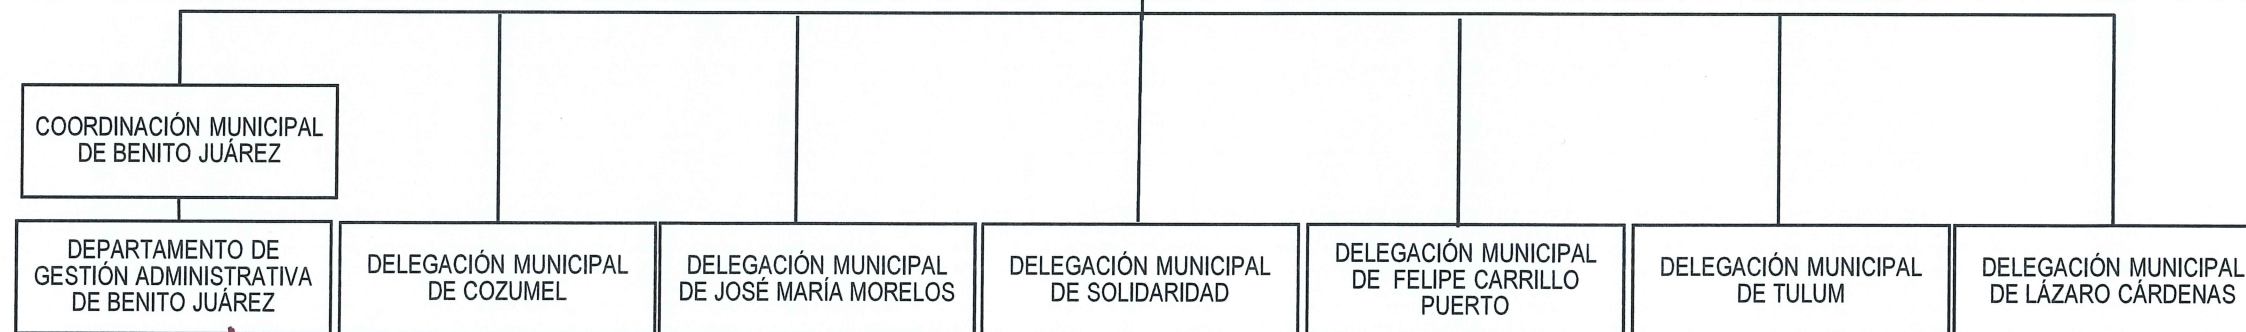 COORDINACIÓN MUNICIPAL
DE BENITO JUÁREZ
DEPARTAMENTO DE
GESTIÓN ADMINISTRATIVA
DE BENITO JUÁREZ
DELEGACIÓN MUNICIPAL
DE COZUMEL
DELEGACIÓN MUNICIPAL
DE JOSÉ MARÍA MORELOS
DELEGACIÓN MUNICIPAL
DE SOLIDARIDAD
DELEGACIÓN MUNICIPAL
DE FELIPE CARRILLO
PUERTO
DELEGACIÓN MUNICIPAL
DE TULUM
DELEGACIÓN MUNICIPAL
DE LÁZARO CÁRDENAS